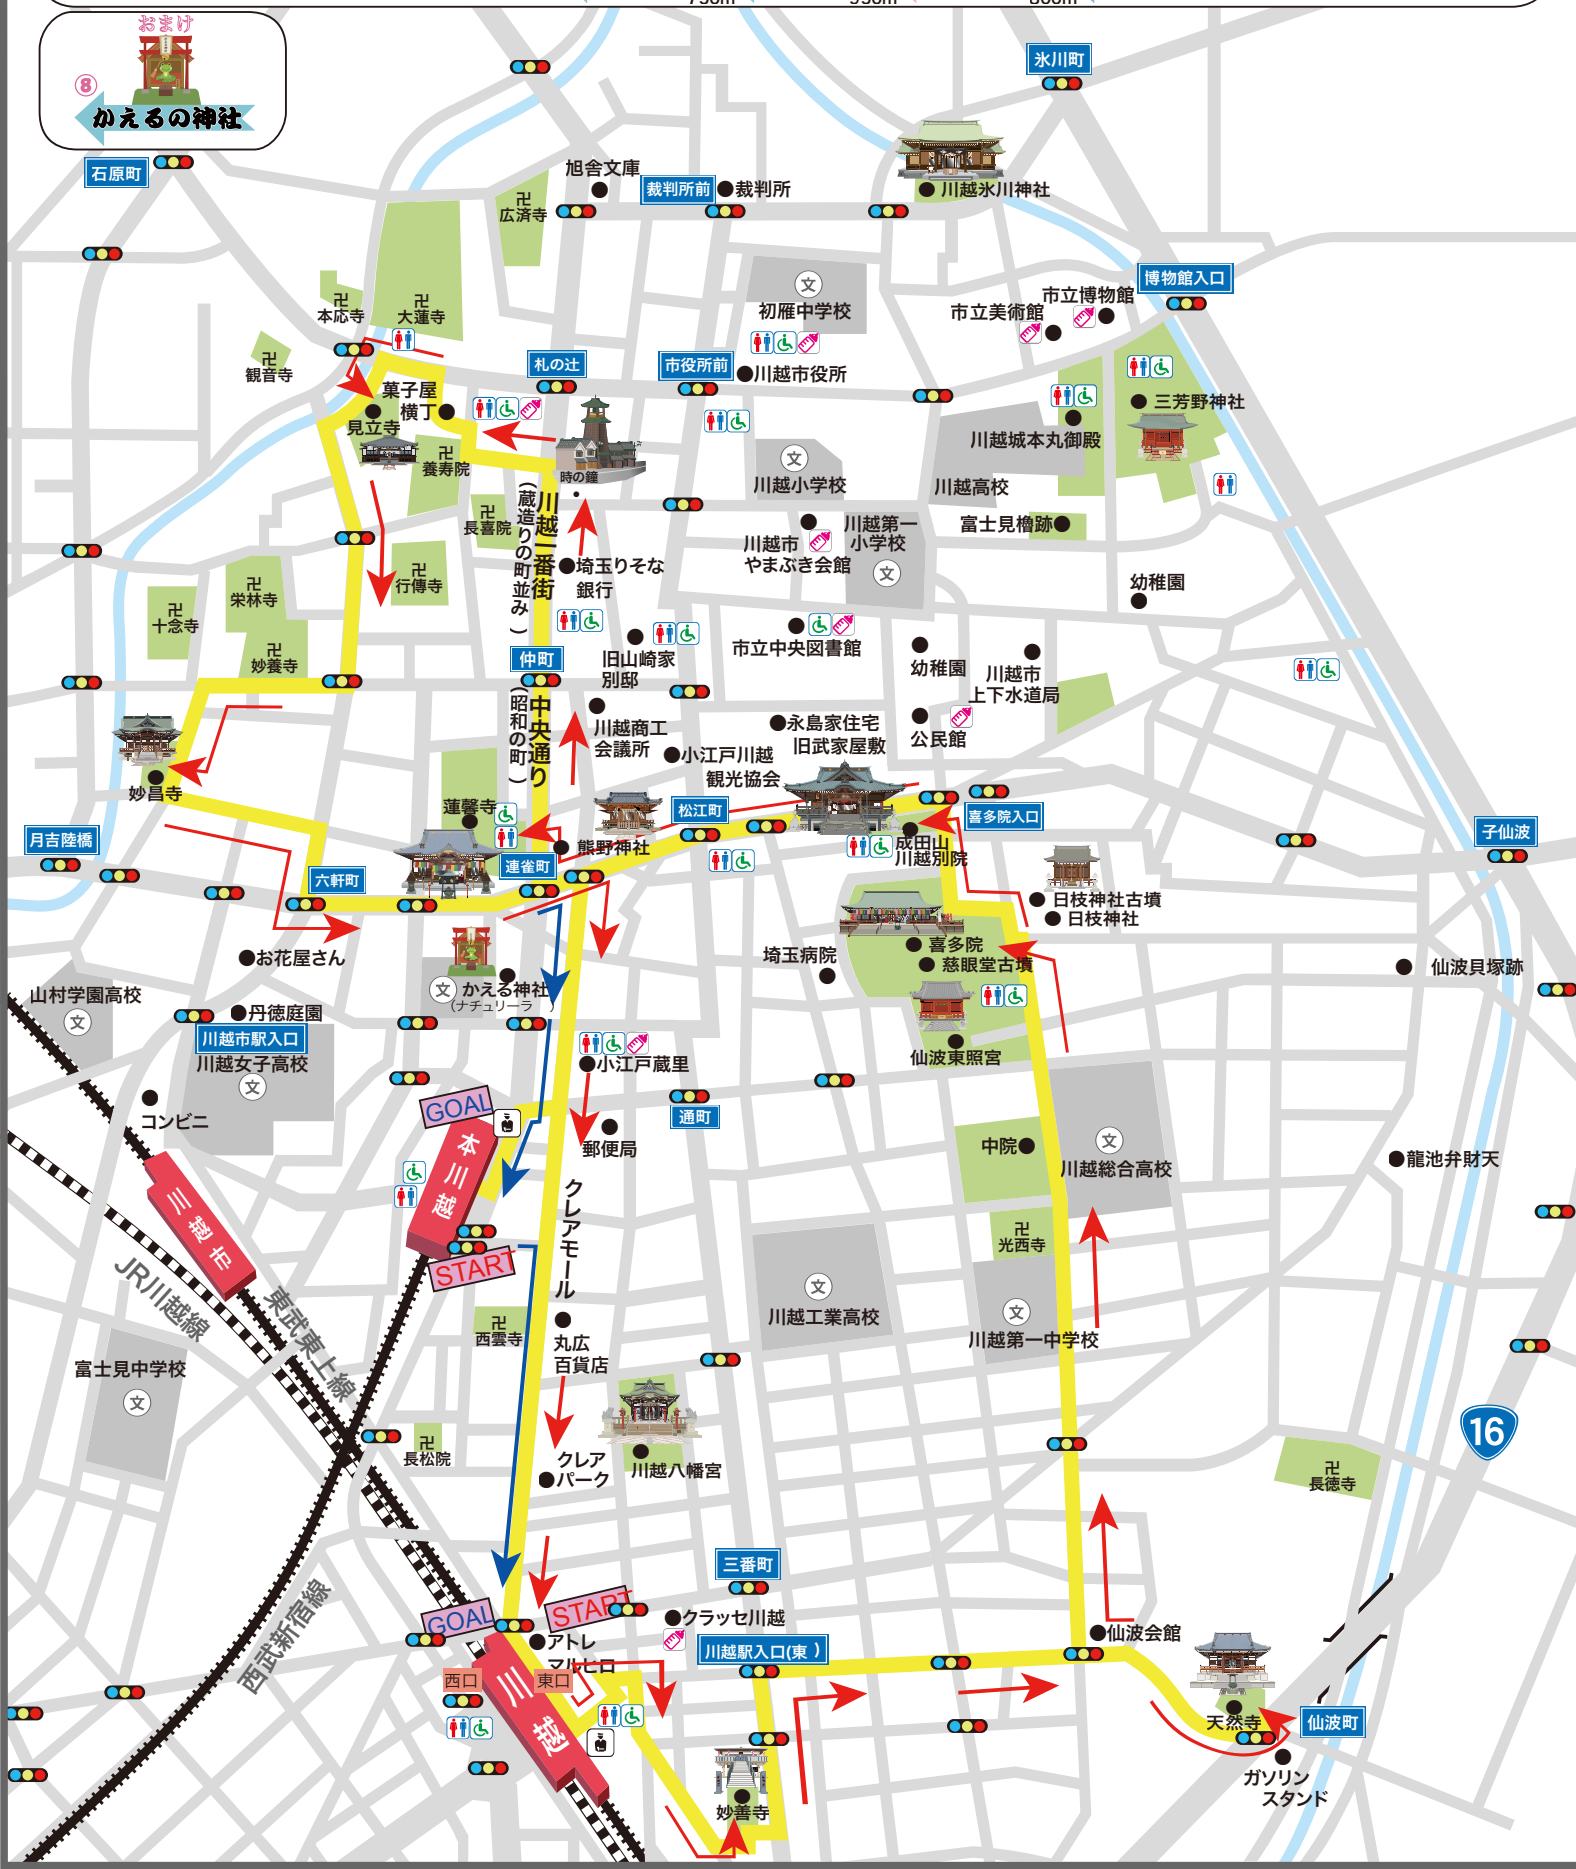 おまけ
⑧
かえるの神社
石原町
氷川町
旭舎文庫
裁判所前
裁判所
川越氷川神社
卍
広済寺
卍
本応寺
卍
大蓮寺
卍
観音寺
文
初雁中学校
市立美術館
市立博物館
博物館入口
札の辻
市役所前
川越市役所
菓子屋
横丁
見立寺
卍
養寿院
時の鐘
文
川越小学校
川越城本丸御殿
三芳野神社
川越高校
富士見櫓跡
卍
長喜院
川越一番街
(蔵造りの町並み)
埼玉りそな
銀行
川越市
やまぶき会館
川越第一
小学校
文
幼稚園
卍
行傳寺
卍
栄林寺
卍
十念寺
卍
妙養寺
仲町
旧山崎家
別邸
市立中央図書館
幼稚園
川越市
上下水道局
中央通り
(昭和の町)
川越商工
会議所
永島家住宅
旧武家屋敷
公民館
小江戸川越
観光協会
妙昌寺
蓮馨寺
松江町
喜多院入口
月吉陸橋
子仙波
熊野神社
連雀町
成田山
川越別院
六軒町
日枝神社古墳
日枝神社
お花屋さん
喜多院
慈眼堂古墳
埼玉病院
仙波貝塚跡
山村学園高校
文
文
かえる神社
(ナチュリーラ )
丹徳庭園
川越市駅入口
川越女子高校
文
仙波東照宮
小江戸蔵里
コンビニ
GOAL
本川越
通町
郵便局
中院
文
川越総合高校
龍池弁財天
川越市
クレアモール
START
卍
光西寺
JR川越線
東武東上線
文
川越工業高校
文
川越第一中学校
卍
西雲寺
丸広
百貨店
富士見中学校
文
16
卍
長松院
クレア
パーク
川越八幡宮
卍
長徳寺
三番町
西武新宿線
GOAL
START
クラッセ川越
仙波会館
アトレ
マルヒロ
川越駅入口(東 )
西口
東口
川越
天然寺
仙波町
妙善寺
ガソリン
スタンド